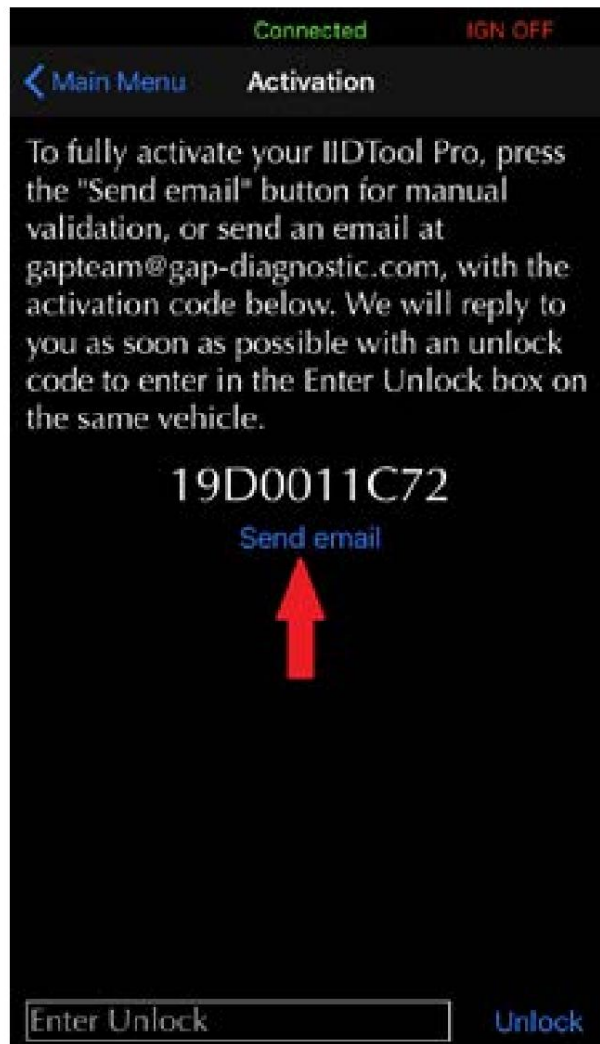 Connected IGN OFF
Main Menu Activation
To fully activate your IIDTool Pro, press
the "Send email" button for manual
validation, or send an email at
gapteam@gap-diagnostic.com, with the
activation code below. We will reply to
you as soon as possible with an unlock
code to enter in the Enter Unlock box on
the same vehicle.
19D0011C72
Send email
Enter Unlock Unlock